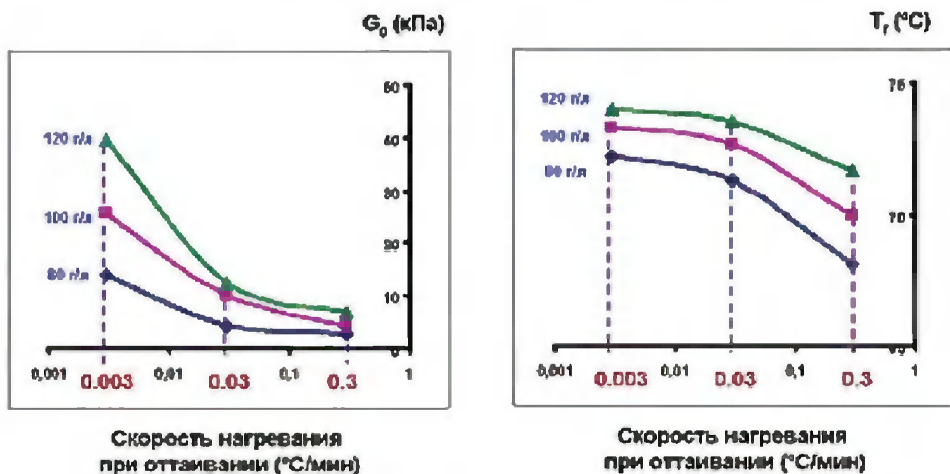 G₀ (кПа)
50
40
30
20
10
0
120 г/л
100 г/л
80 г/л
0,001
0.003
0,01
0.03
0,1
0.3
1
Скорость нагревания
при оттаивании (°С/мин)
T_f (°С)
75
70
120 г/л
100 г/л
80 г/л
0,001
0.003
0,01
0.03
0,1
0.3
1
Скорость нагревания
при оттаивании (°С/мин)